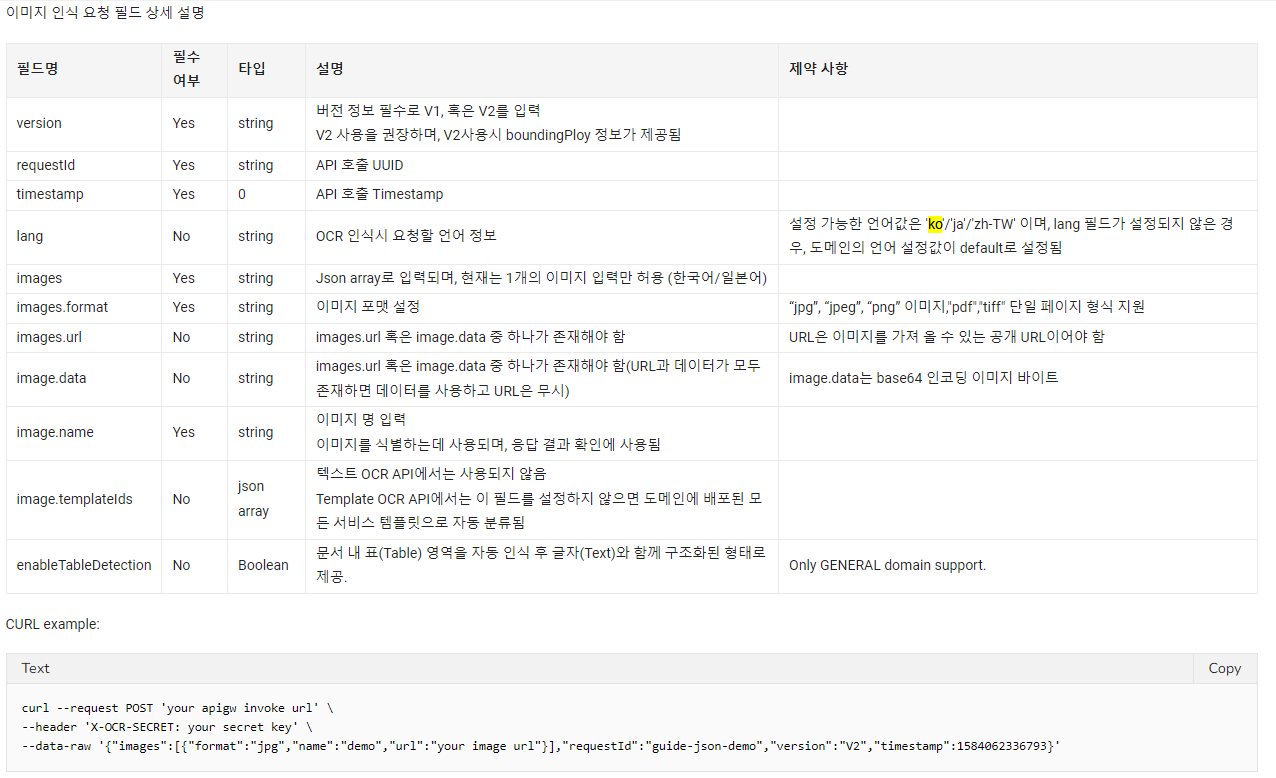 이미지 인식 요청 필드 상세 설명
필드명 필수 여부 타입 설명 제약 사항
version Yes string 버전 정보 필수로 V1, 혹은 V2를 입력
V2 사용을 권장하며, V2사용시 boundingPloy 정보가 제공됨
requestId Yes string API 호출 UUID
timestamp Yes 0 API 호출 Timestamp
lang No string OCR 인식시 요청할 언어 정보 설정 가능한 언어값은 'ko'/'ja'/'zh-TW' 이며, lang 필드가 설정되지 않은 경
우, 도메인의 언어 설정값이 default로 설정됨
images Yes string Json array로 입력되며, 현재는 1개의 이미지 입력만 허용 (한국어/일본어)
images.format Yes string 이미지 포맷 설정 “jpg”, “jpeg”, “png” 이미지,"pdf","tiff" 단일 페이지 형식 지원
images.url No string images.url 혹은 image.data 중 하나가 존재해야 함 URL은 이미지를 가져 올 수 있는 공개 URL이어야 함
image.data No string images.url 혹은 image.data 중 하나가 존재해야 함(URL과 데이터가 모두
존재하면 데이터를 사용하고 URL은 무시) image.data는 base64 인코딩 이미지 바이트
image.name Yes string 이미지 명 입력
이미지를 식별하는데 사용되며, 응답 결과 확인에 사용됨
image.templateIds No json array 텍스트 OCR API에서는 사용되지 않음
Template OCR API에서는 이 필드를 설정하지 않으면 도메인에 배포된 모
든 서비스 템플릿으로 자동 분류됨
enableTableDetection No Boolean 문서 내 표(Table) 영역을 자동 인식 후 글자(Text)와 함께 구조화된 형태로
제공. Only GENERAL domain support.
CURL example:
Text Copy
curl --request POST 'your apigw invoke url' \
--header 'X-OCR-SECRET: your secret key' \
--data-raw '{"images":[{"format":"jpg","name":"demo","url":"your image url"}],"requestId":"guide-json-demo","version":"V2","timestamp":1584062336793}'